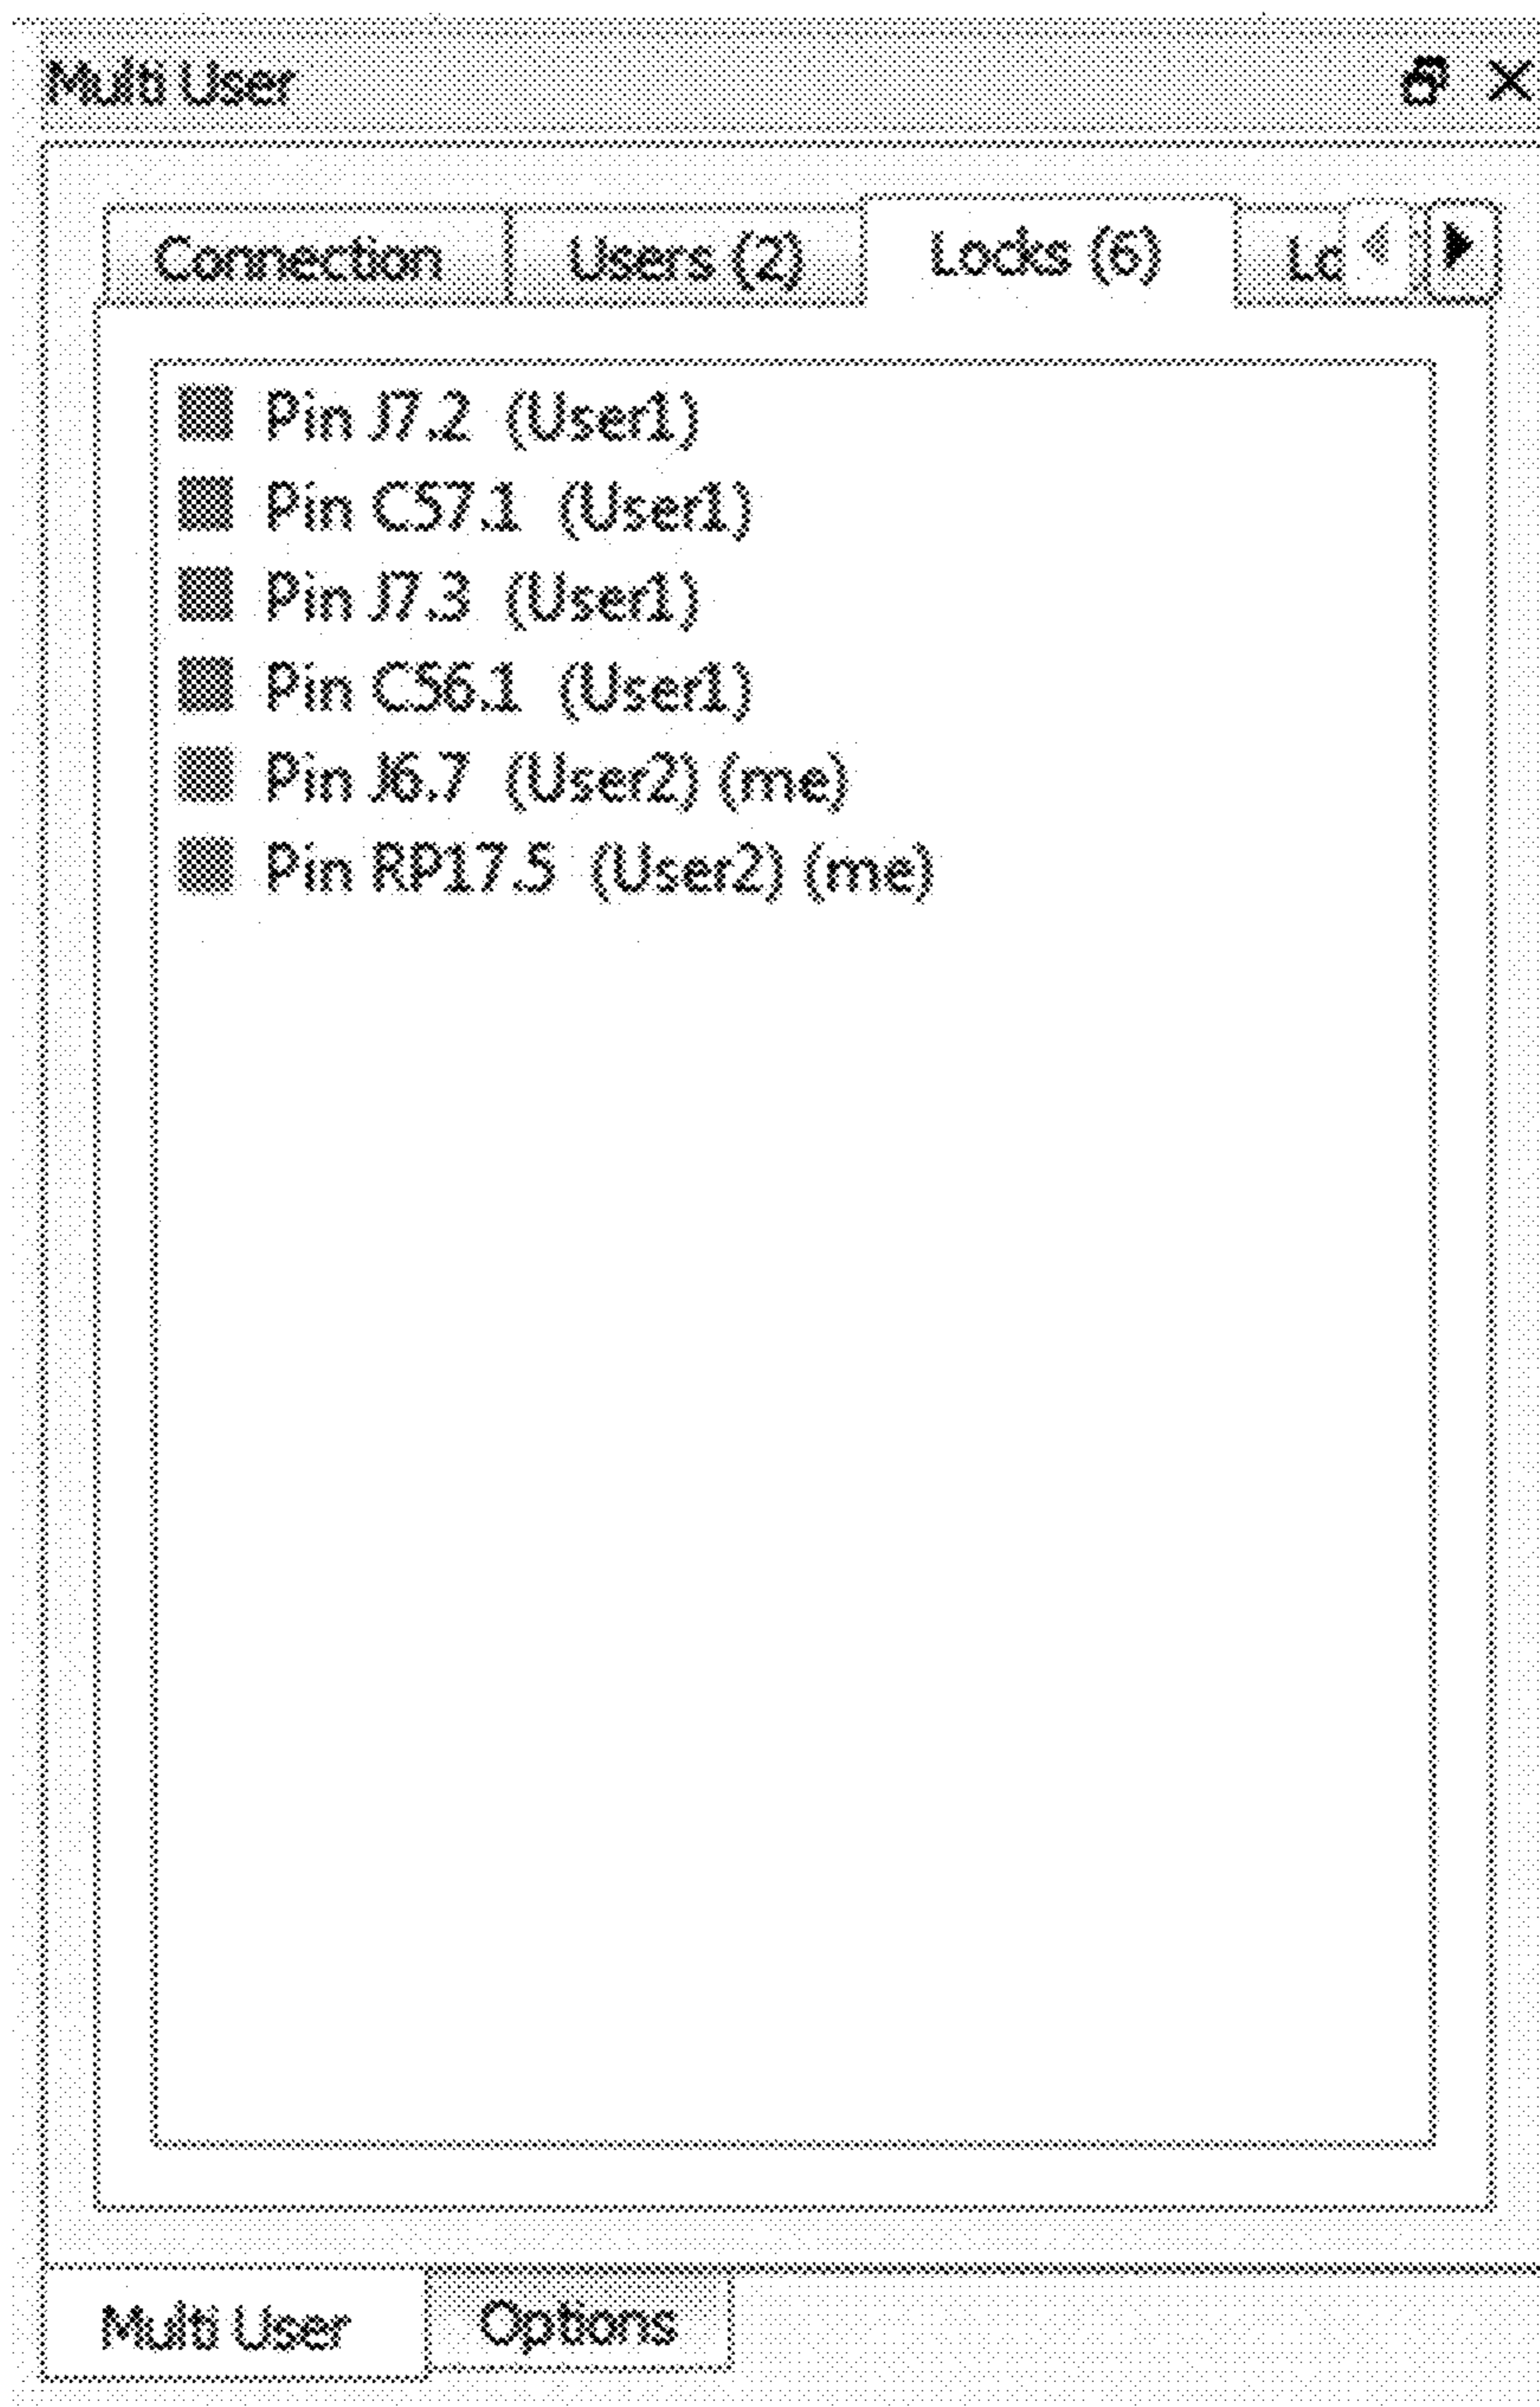 Multi User
Connection Users (2) Locks (6) Lo
Pin J7.2 (User1)
Pin C57.1 (User1)
Pin J7.3 (User1)
Pin C56.1 (User1)
Pin J6.7 (User2) (me)
Pin RP17.5 (User2) (me)
Multi User Options